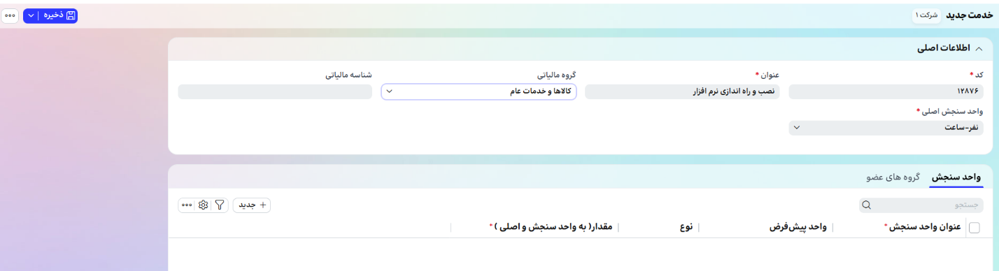 خدمت جدید شرکت ۱ ذخیره
اطلاعات اصلی
کد * عنوان * گروه مالیاتی شناسه مالیاتی
۱۲۸۷۶ نصب و راه اندازی نرم افزار کالاها و خدمات عام
واحد سنجش اصلی *
نفر-ساعت
واحد سنجش گروه های عضو
جستجو + جدید
عنوان واحد سنجش * واحد پیش‌فرض نوع مقدار( به واحد سنجش و اصلی ) *